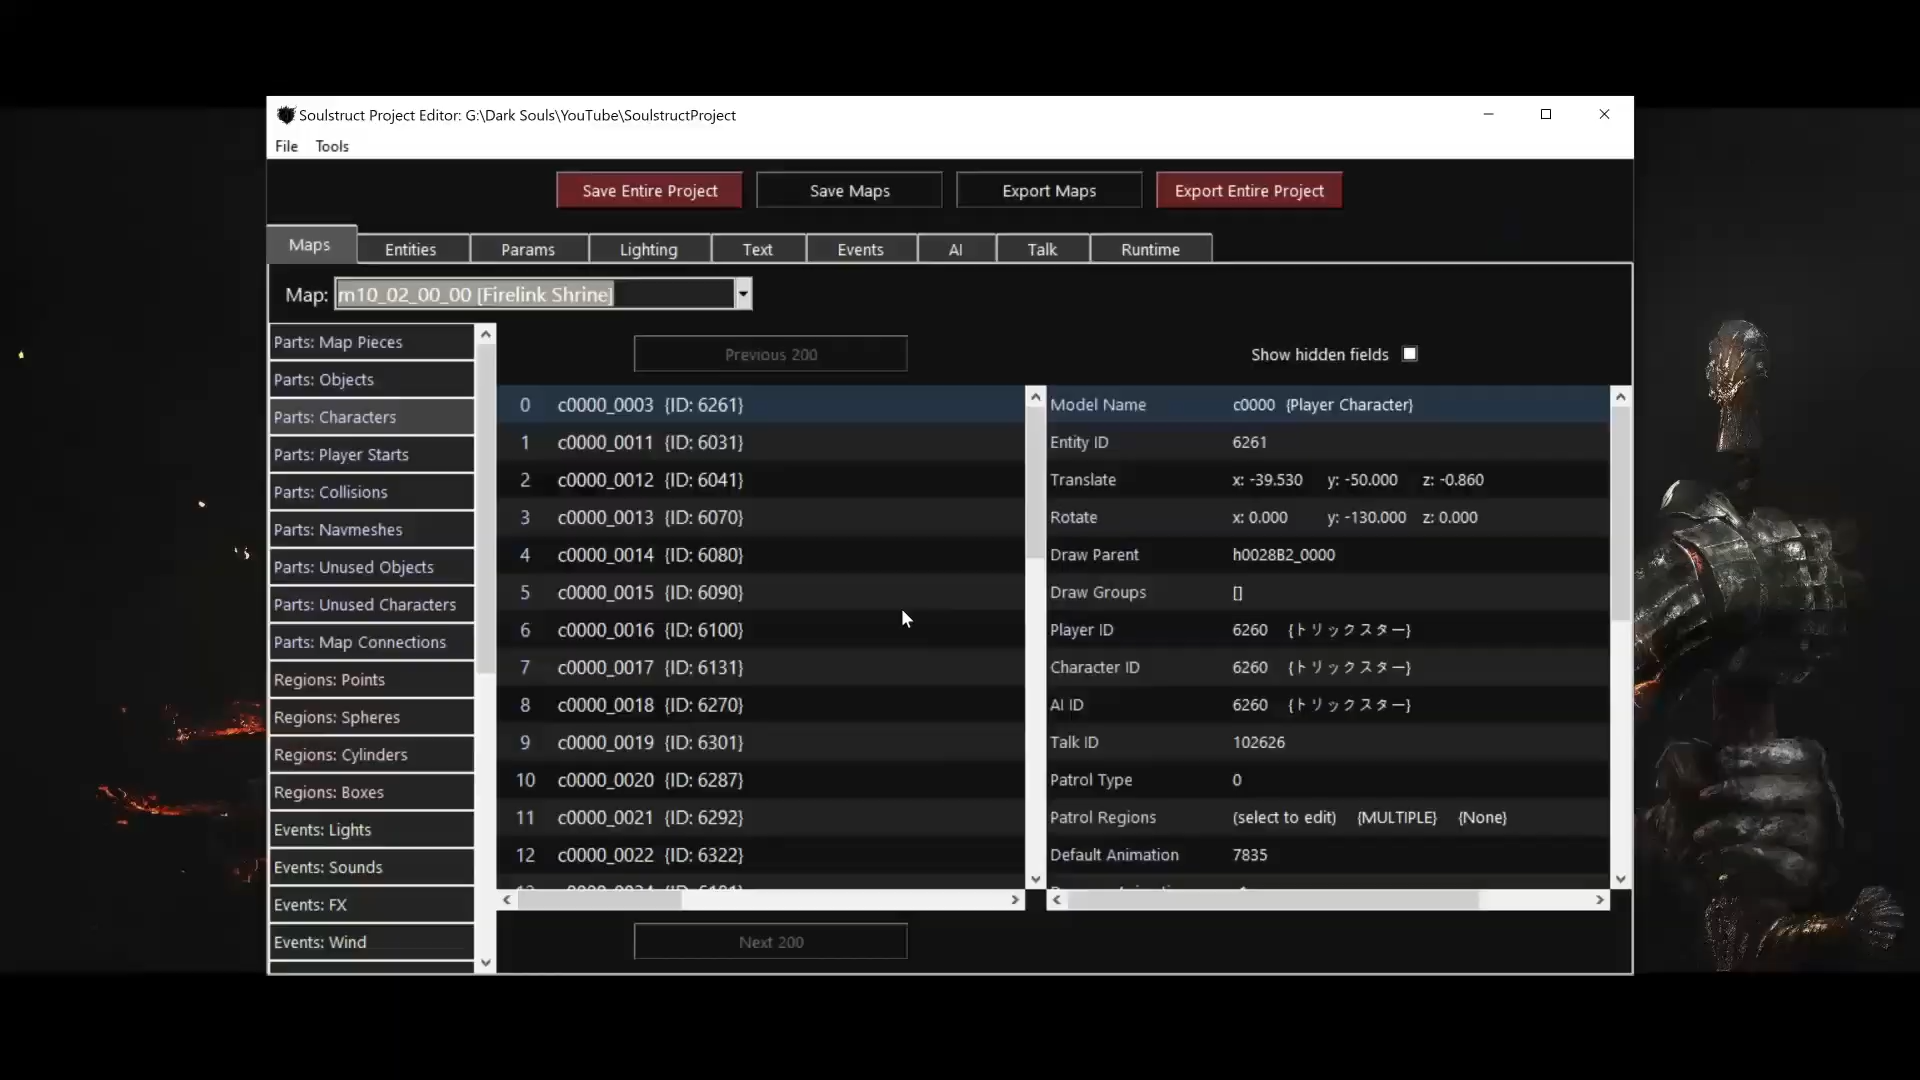 Soulstruct Project Editor: G:\Dark Souls\YouTube\SoulstructProject
File Tools
Save Entire Project Save Maps Export Maps Export Entire Project
Maps Entities Params Lighting Text Events AI Talk Runtime
Map: m10_02_00_00 [Firelink Shrine]
Parts: Map Pieces
Parts: Objects
Parts: Characters
Parts: Player Starts
Parts: Collisions
Parts: Navmeshes
Parts: Unused Objects
Parts: Unused Characters
Parts: Map Connections
Regions: Points
Regions: Spheres
Regions: Cylinders
Regions: Boxes
Events: Lights
Events: Sounds
Events: FX
Events: Wind
Previous 200
0 c0000_0003 {ID: 6261}
1 c0000_0011 {ID: 6031}
2 c0000_0012 {ID: 6041}
3 c0000_0013 {ID: 6070}
4 c0000_0014 {ID: 6080}
5 c0000_0015 {ID: 6090}
6 c0000_0016 {ID: 6100}
7 c0000_0017 {ID: 6131}
8 c0000_0018 {ID: 6270}
9 c0000_0019 {ID: 6301}
10 c0000_0020 {ID: 6287}
11 c0000_0021 {ID: 6292}
12 c0000_0022 {ID: 6322}
Next 200
Show hidden fields
Model Name c0000 {Player Character}
Entity ID 6261
Translate x: -39.530 y: -50.000 z: -0.860
Rotate x: 0.000 y: -130.000 z: 0.000
Draw Parent h0028B2_0000
Draw Groups []
Player ID 6260 {トリックスター}
Character ID 6260 {トリックスター}
AI ID 6260 {トリックスター}
Talk ID 102626
Patrol Type 0
Patrol Regions (select to edit) {MULTIPLE} {None}
Default Animation 7835